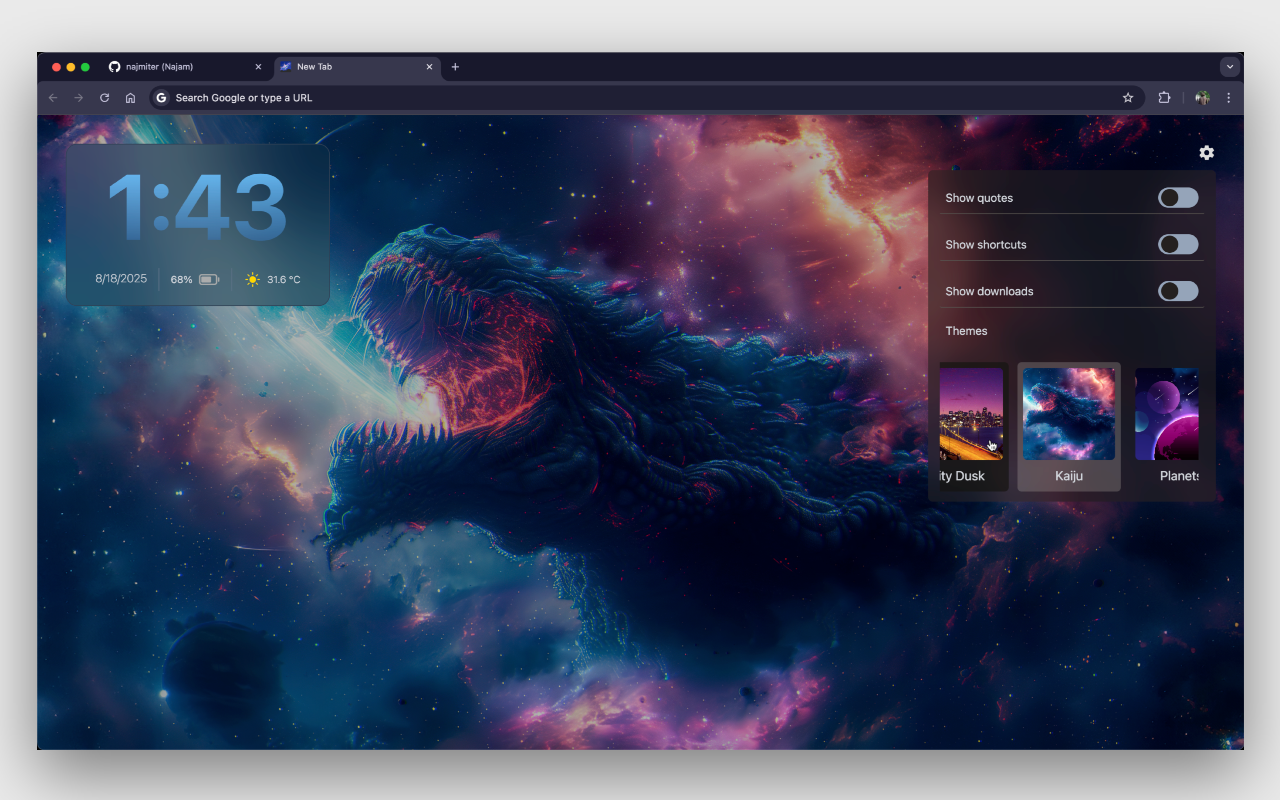 najmiter (Najam)
New Tab
Search Google or type a URL
1:43
8/18/2025
68%
31.6 °C
Show quotes
Show shortcuts
Show downloads
Themes
ity Dusk
Kaiju
Planets